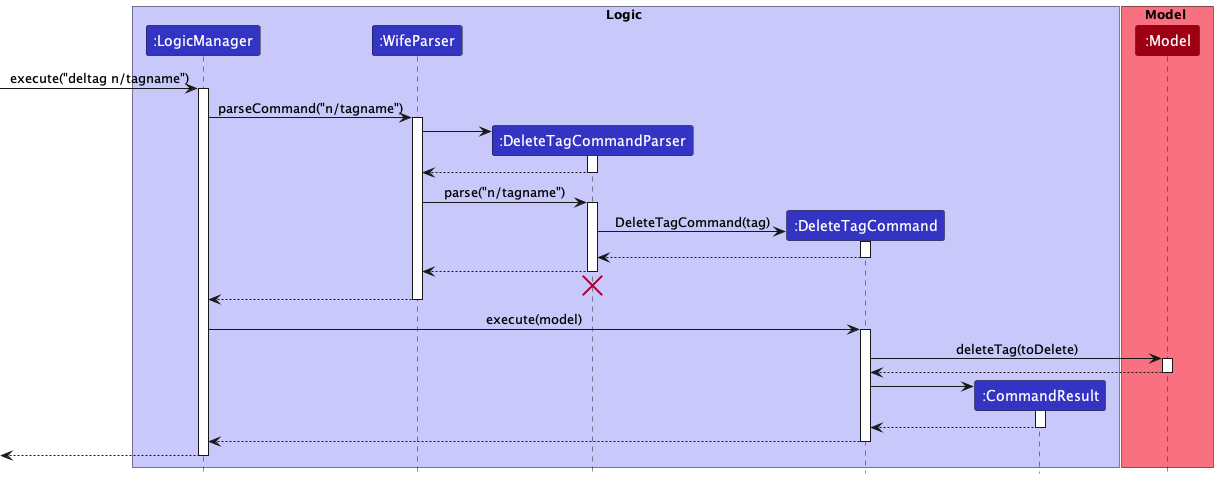 Logic
Model
:LogicManager
:WifeParser
:Model
execute("deltag n/tagname")
parseCommand("n/tagname")
:DeleteTagCommandParser
parse("n/tagname")
DeleteTagCommand(tag)
:DeleteTagCommand
execute(model)
deleteTag(toDelete)
:CommandResult